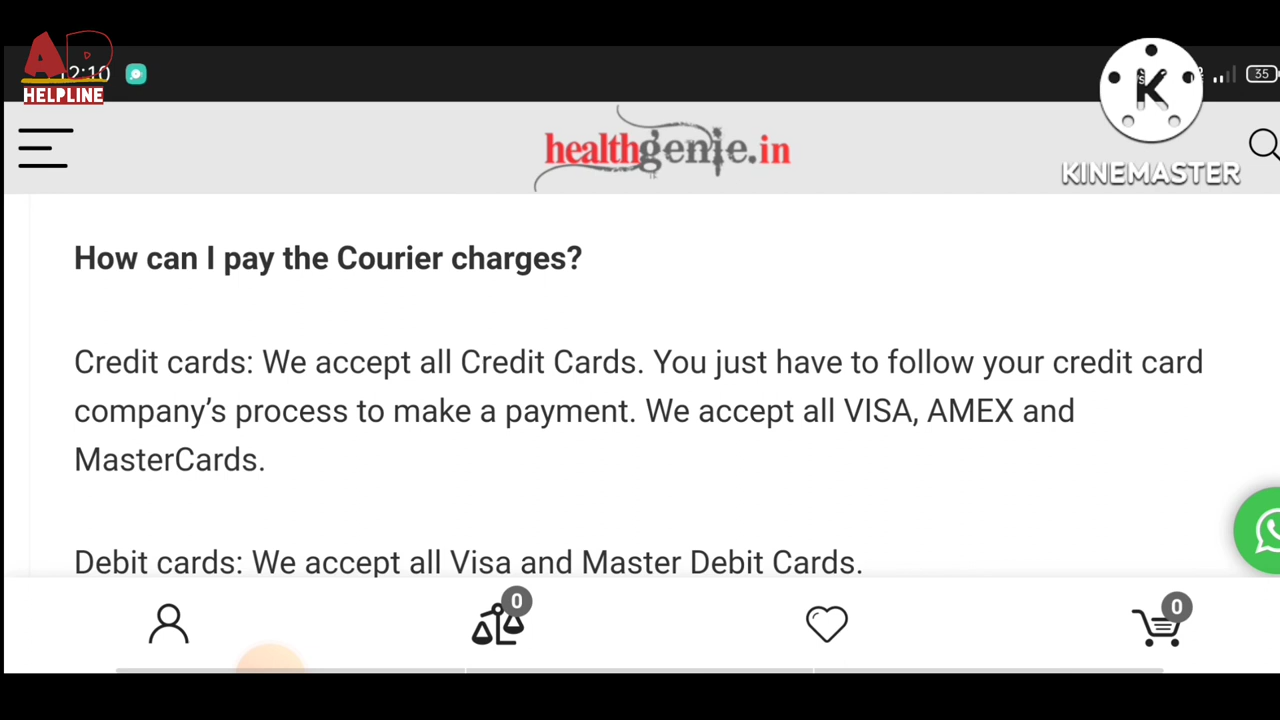 AD
12:10
HELPLINE
35
K
KINEMASTER
healthgenie.in
How can I pay the Courier charges?
Credit cards: We accept all Credit Cards. You just have to follow your credit card
company’s process to make a payment. We accept all VISA, AMEX and
MasterCards.
Debit cards: We accept all Visa and Master Debit Cards.
0
0